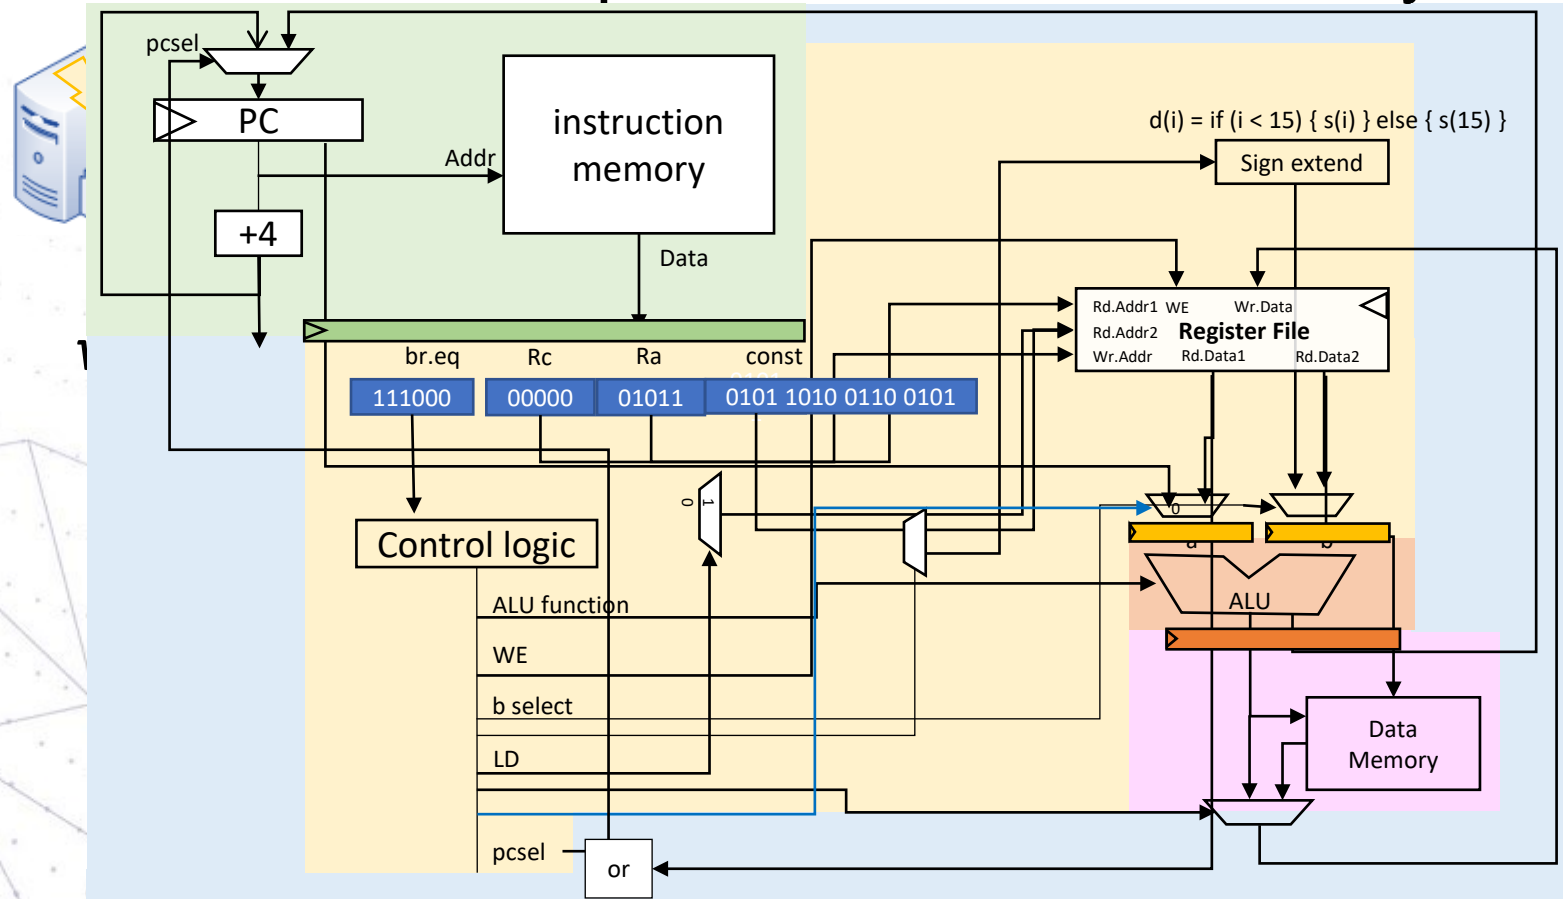 pcsel
PC
instruction
memory
Addr
+4
Data
d(i) = if (i < 15) { s(i) } else { s(15) }
Sign extend
Rd.Addr1 WE Wr.Data
Rd.Addr2 Register File
Wr.Addr Rd.Data1 Rd.Data2
br.eq Rc Ra const
111000 00000 01011 0101 1010 0110 0101
0 1
0
Control logic
a b
ALU function
ALU
WE
b select
LD
Data
Memory
pcsel
or